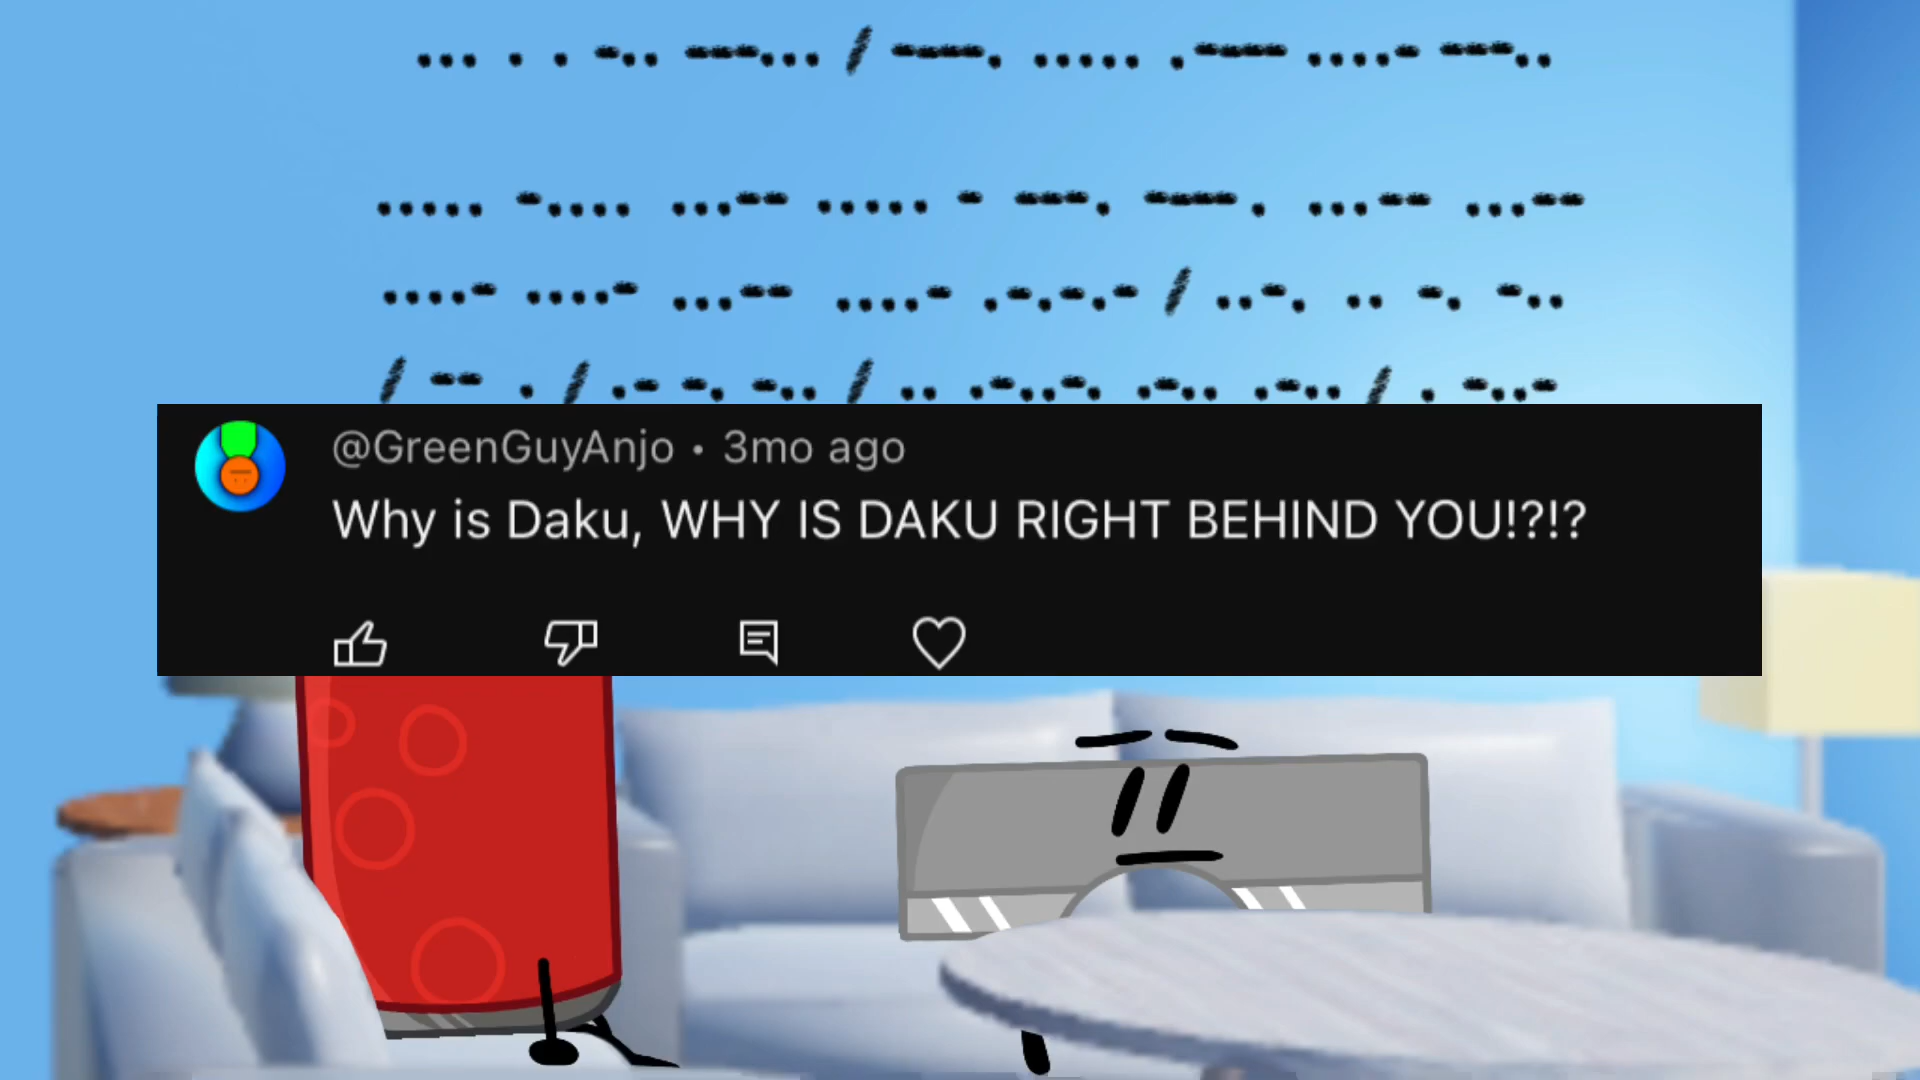 ... . . -.. ---... / ----. ..... .---- ....- ---..
..... -.... ...-- ..... - ---. ----. ...-- ...--
....- ....- ...-- ....- .-.-.- / ..-. .. -. -..
/ -- . / .- -. -.. / .. .-..-. .-.. .-.. / . -..-
@GreenGuyAnjo • 3mo ago
Why is Daku, WHY IS DAKU RIGHT BEHIND YOU!?!?